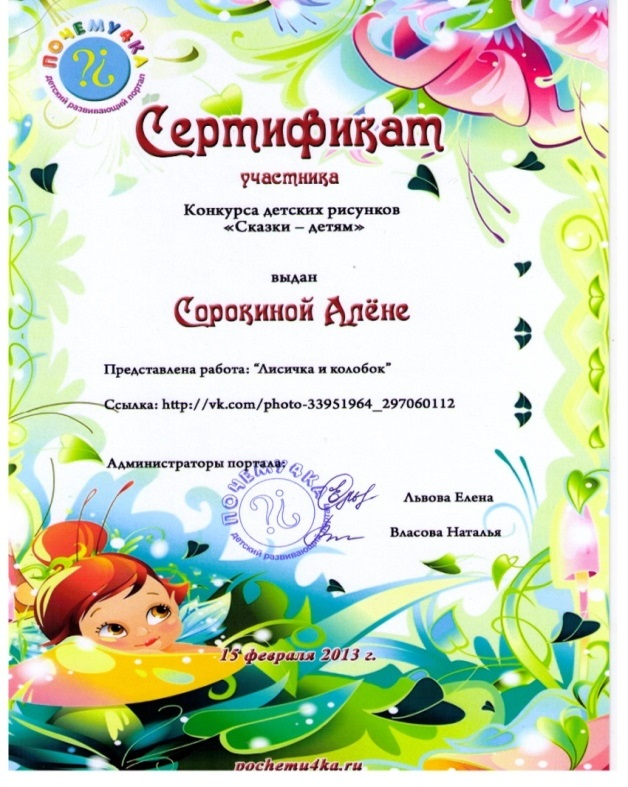 ПОЧЕМУ4КА
детский развивающий портал
Сертификат
участника
Конкурса детских рисунков
«Сказки – детям»
выдан
Сорокиной Алёне
Представлена работа: “Лисичка и колобок”
Ссылка: http://vk.com/photo-33951964_297060112
Администраторы портала:
ПОЧЕМУ4КА
детский развивающий портал
Львова Елена
Власова Наталья
15 февраля 2013 г.
pochemu4ka.ru